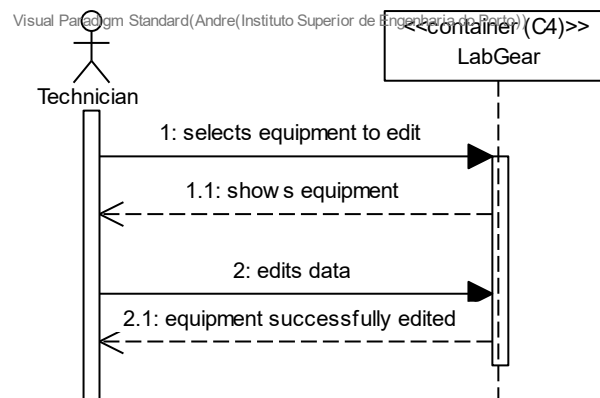 Visual Paradigm Standard(Andre(Instituto Superior de Engenharia do Porto))
<<container (C4)>>
LabGear
Technician
1: selects equipment to edit
1.1: shows equipment
2: edits data
2.1: equipment successfully edited